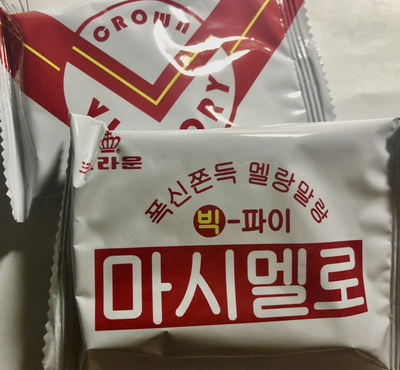 CROWN
크라운
폭신쫀득 멜랑말랑
빅-파이
마시멜로